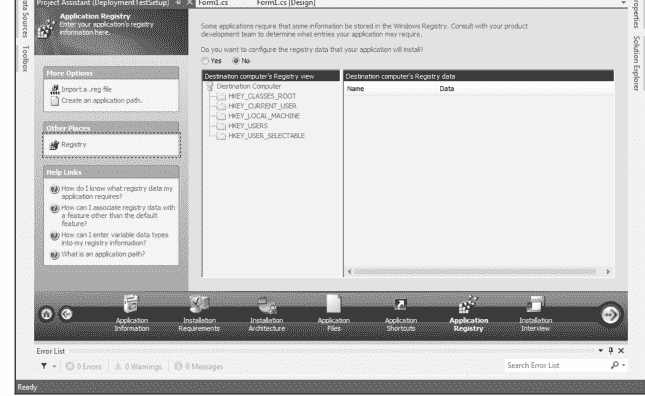 Project Assistant (DeploymentTestSetup)
Form1.cs
Form1.cs [Design]
Data Sources
Toolbox
Properties
Solution Explorer
Application Registry
Enter your application's registry
information here.
Some applications require that some information be stored in the Windows Registry. Consult with your product
development team to determine what entries your application may require.
Do you want to configure the registry data that your application will install?
Yes No
More Options
Import a .reg file
Create an application path.
Other Places
Registry
Help Links
How do I know what registry data my
application requires?
How can I associate registry data with
a feature other than the default
feature?
How can I enter variable data types
into my registry information?
What is an application path?
Destination computer's Registry view
Destination Computer
HKEY_CLASSES_ROOT
HKEY_CURRENT_USER
HKEY_LOCAL_MACHINE
HKEY_USERS
HKEY_USER_SELECTABLE
Destination computer's Registry data
Name Data
Application
Information
Installation
Requirements
Installation
Architecture
Application
Files
Application
Shortcuts
Application
Registry
Installation
Interview
Error List
0 Errors 0 Warnings 0 Messages
Search Error List
Ready